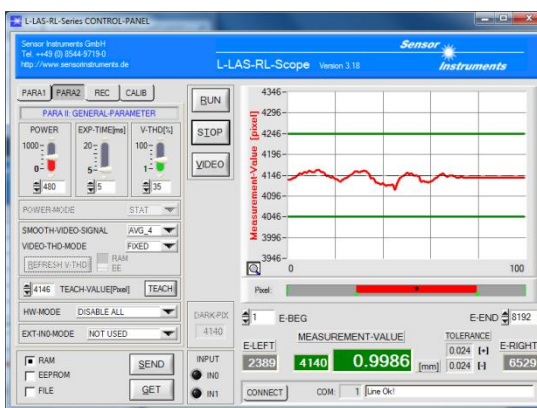 L-LAS-RL-Series CONTROL-PANEL
Sensor Instruments GmbH
Tel. ++49 (0) 8544-9719-0
http://www.sensorinstruments.de
L-LAS-RL-Scope Version 3.18
Sensor Instruments
PARA1 PARA2 REC CALIB
PARA II: GENERAL-PARAMETER
POWER EXP-TIME[ms] V-THD[%]
1000 20 100
0 5 1
480 5 35
POWER-MODE STAT
SMOOTH-VIDEO-SIGNAL AVG_4
VIDEO-THD-MODE FIXED
REFRESH V-THD RAM EE
4146 TEACH-VALUE[Pixel] TEACH
HW-MODE DISABLE ALL
EXT-IN0-MODE NOT USED
RAM
EEPROM
FILE
SEND
GET
RUN
STOP
VIDEO
DARK-PIX
4140
INPUT
IN0
IN1
Measurement-Value [pixel]
4346
4296
4246
4196
4146
4096
4046
3996
3946
0 100
Pixel:
1 E-BEG E-END 8192
E-LEFT MEASUREMENT-VALUE TOLERANCE E-RIGHT
2389 4140 0.9986 [mm] 0.024 [+] 0.024 [-] 6529
CONNECT COM: 1 Line Ok!